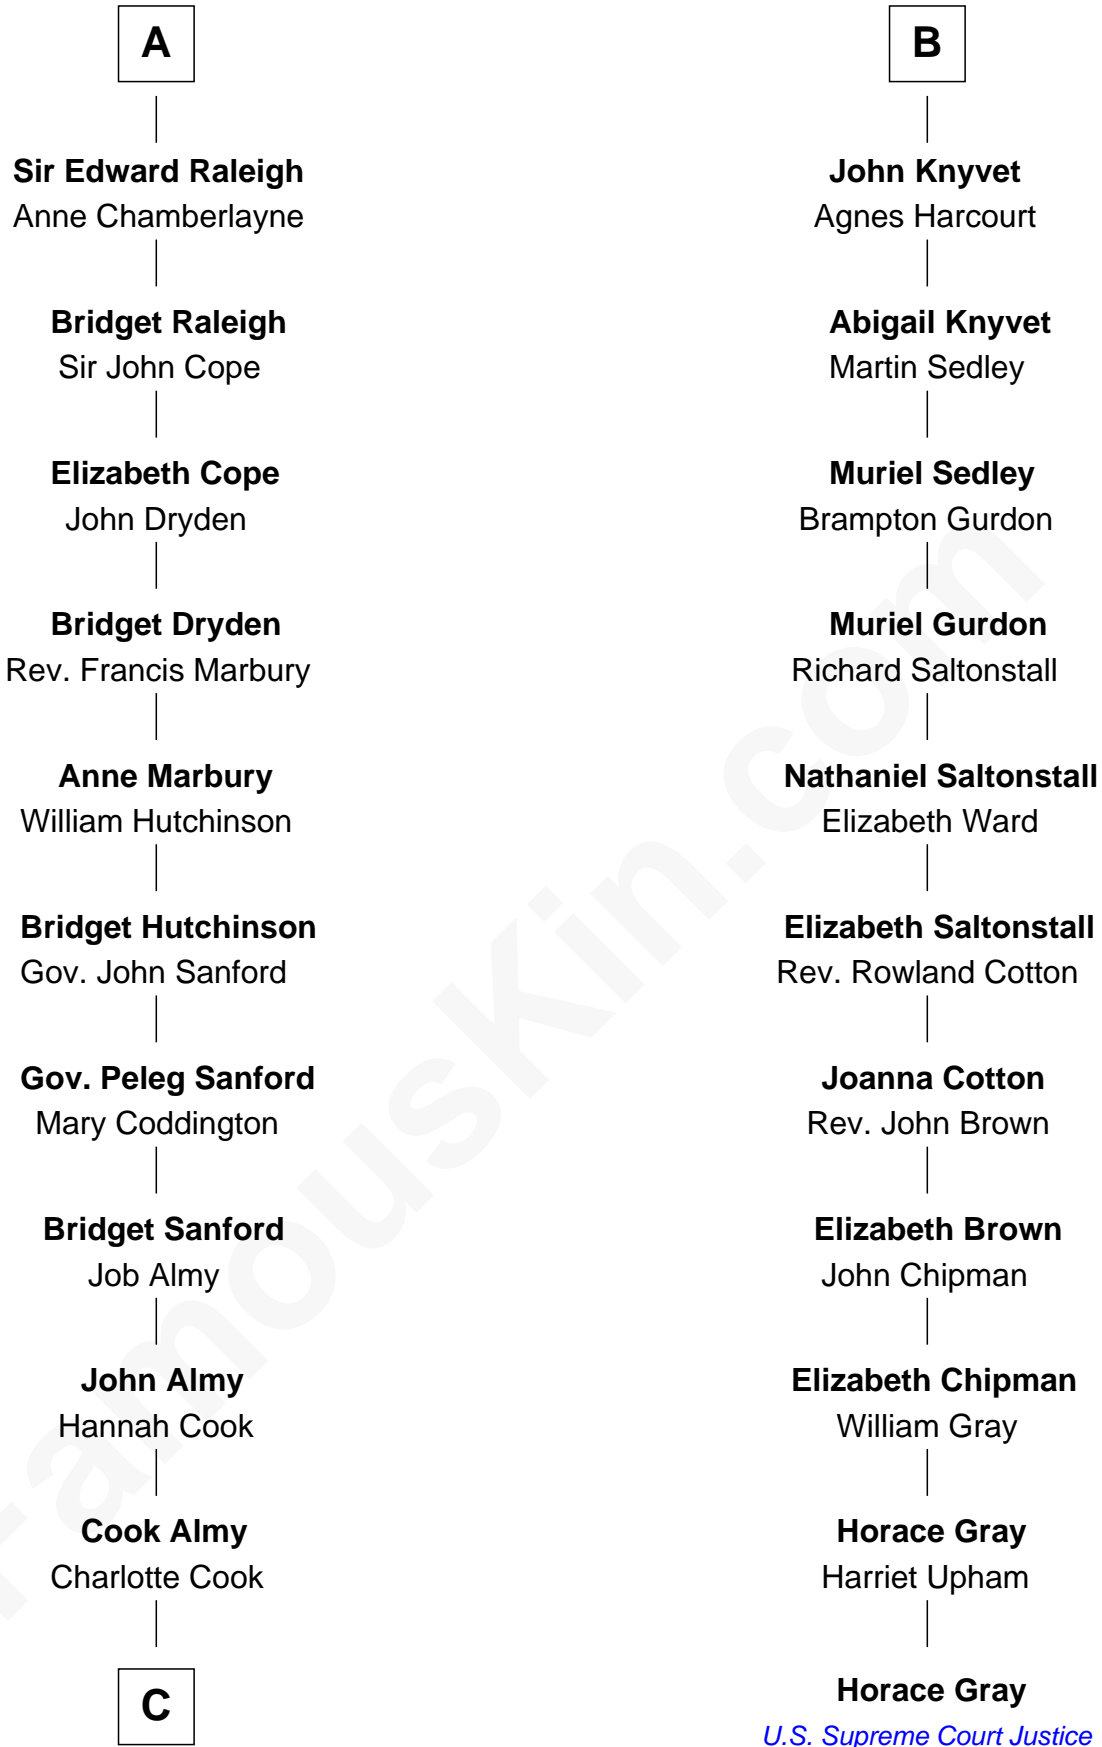 A
Sir Edward Raleigh
Anne Chamberlayne
Bridget Raleigh
Sir John Cope
Elizabeth Cope
John Dryden
Bridget Dryden
Rev. Francis Marbury
Anne Marbury
William Hutchinson
Bridget Hutchinson
Gov. John Sanford
Gov. Peleg Sanford
Mary Coddington
Bridget Sanford
Job Almy
John Almy
Hannah Cook
Cook Almy
Charlotte Cook
C
B
John Knyvet
Agnes Harcourt
Abigail Knyvet
Martin Sedley
Muriel Sedley
Brampton Gurdon
Muriel Gurdon
Richard Saltonstall
Nathaniel Saltonstall
Elizabeth Ward
Elizabeth Saltonstall
Rev. Rowland Cotton
Joanna Cotton
Rev. John Brown
Elizabeth Brown
John Chipman
Elizabeth Chipman
William Gray
Horace Gray
Harriet Upham
Horace Gray
U.S. Supreme Court Justice
FamousKin.com